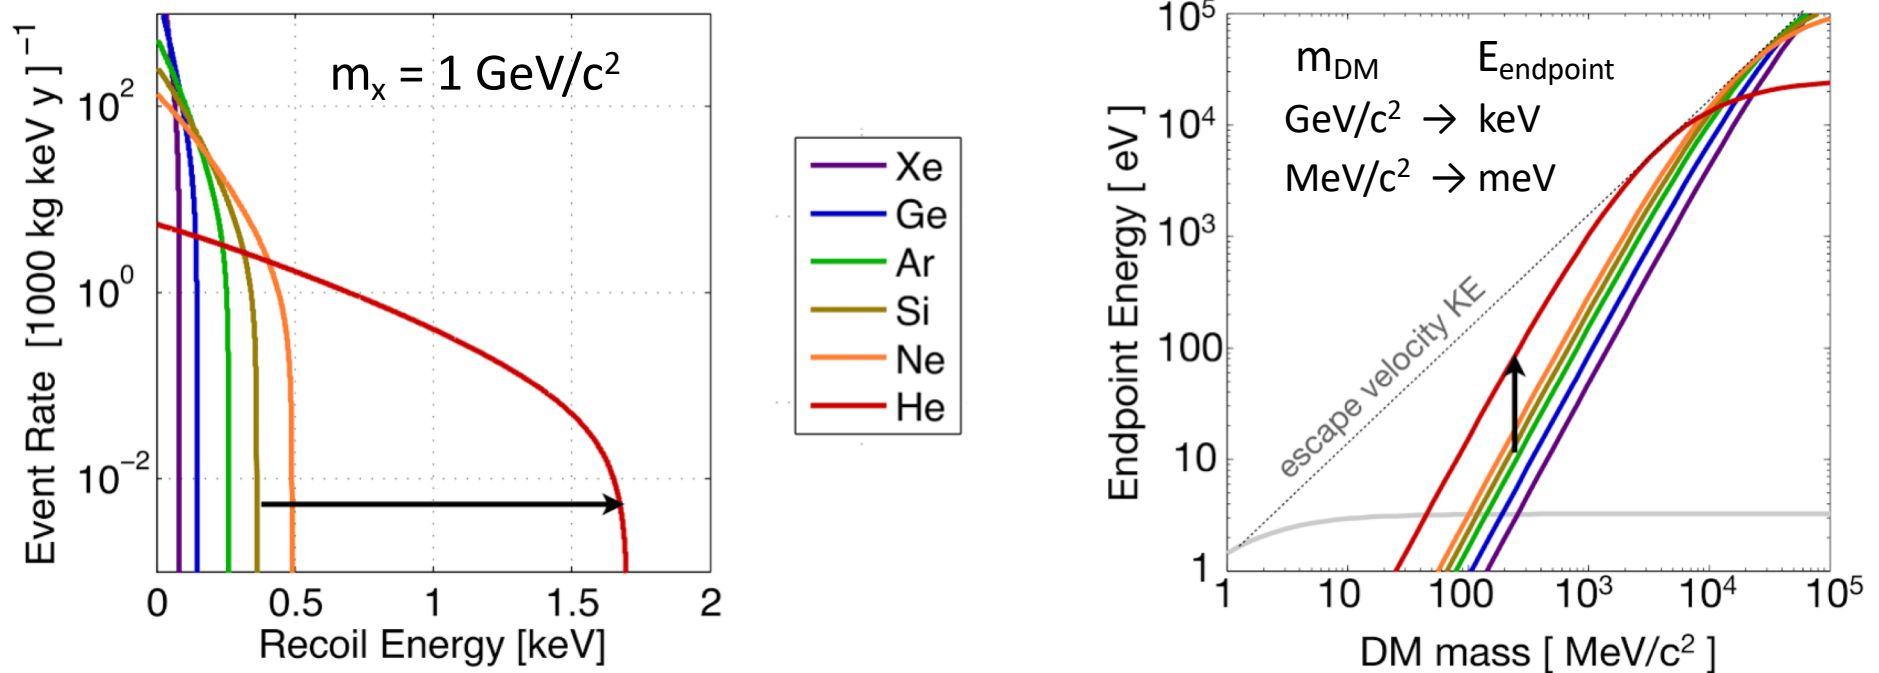 Event Rate [1000 kg keV y ]⁻¹
10²
10⁰
10⁻²
mₓ = 1 GeV/c²
0 0.5 1 1.5 2
Recoil Energy [keV]
Xe
Ge
Ar
Si
Ne
He
Endpoint Energy [ eV ]
10⁵
10⁴
10³
100
10
1
m_DM E_endpoint
GeV/c² → keV
MeV/c² → meV
escape velocity KE
1 10 100 10³ 10⁴ 10⁵
DM mass [ MeV/c² ]